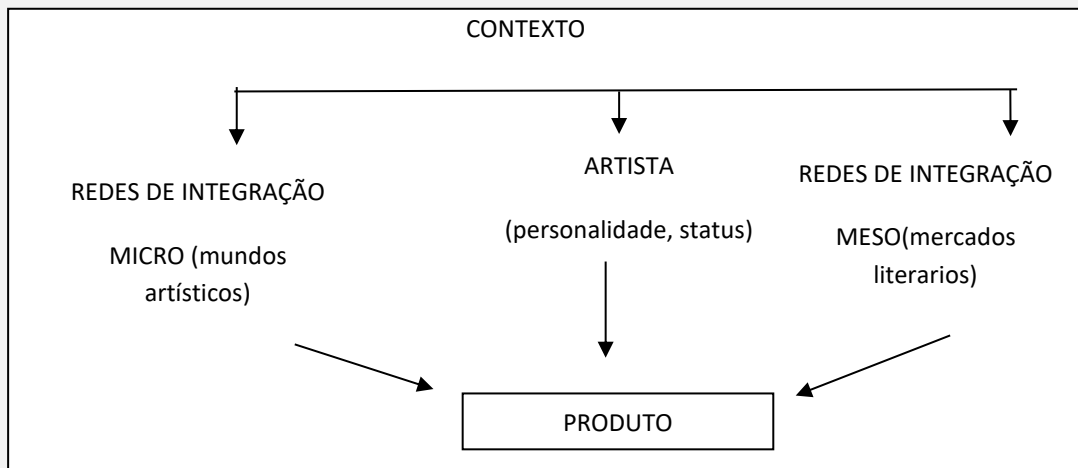 CONTEXTO
REDES DE INTEGRAÇÃO
MICRO (mundos
artísticos)
ARTISTA
(personalidade, status)
REDES DE INTEGRAÇÃO
MESO(mercados
literarios)
PRODUTO